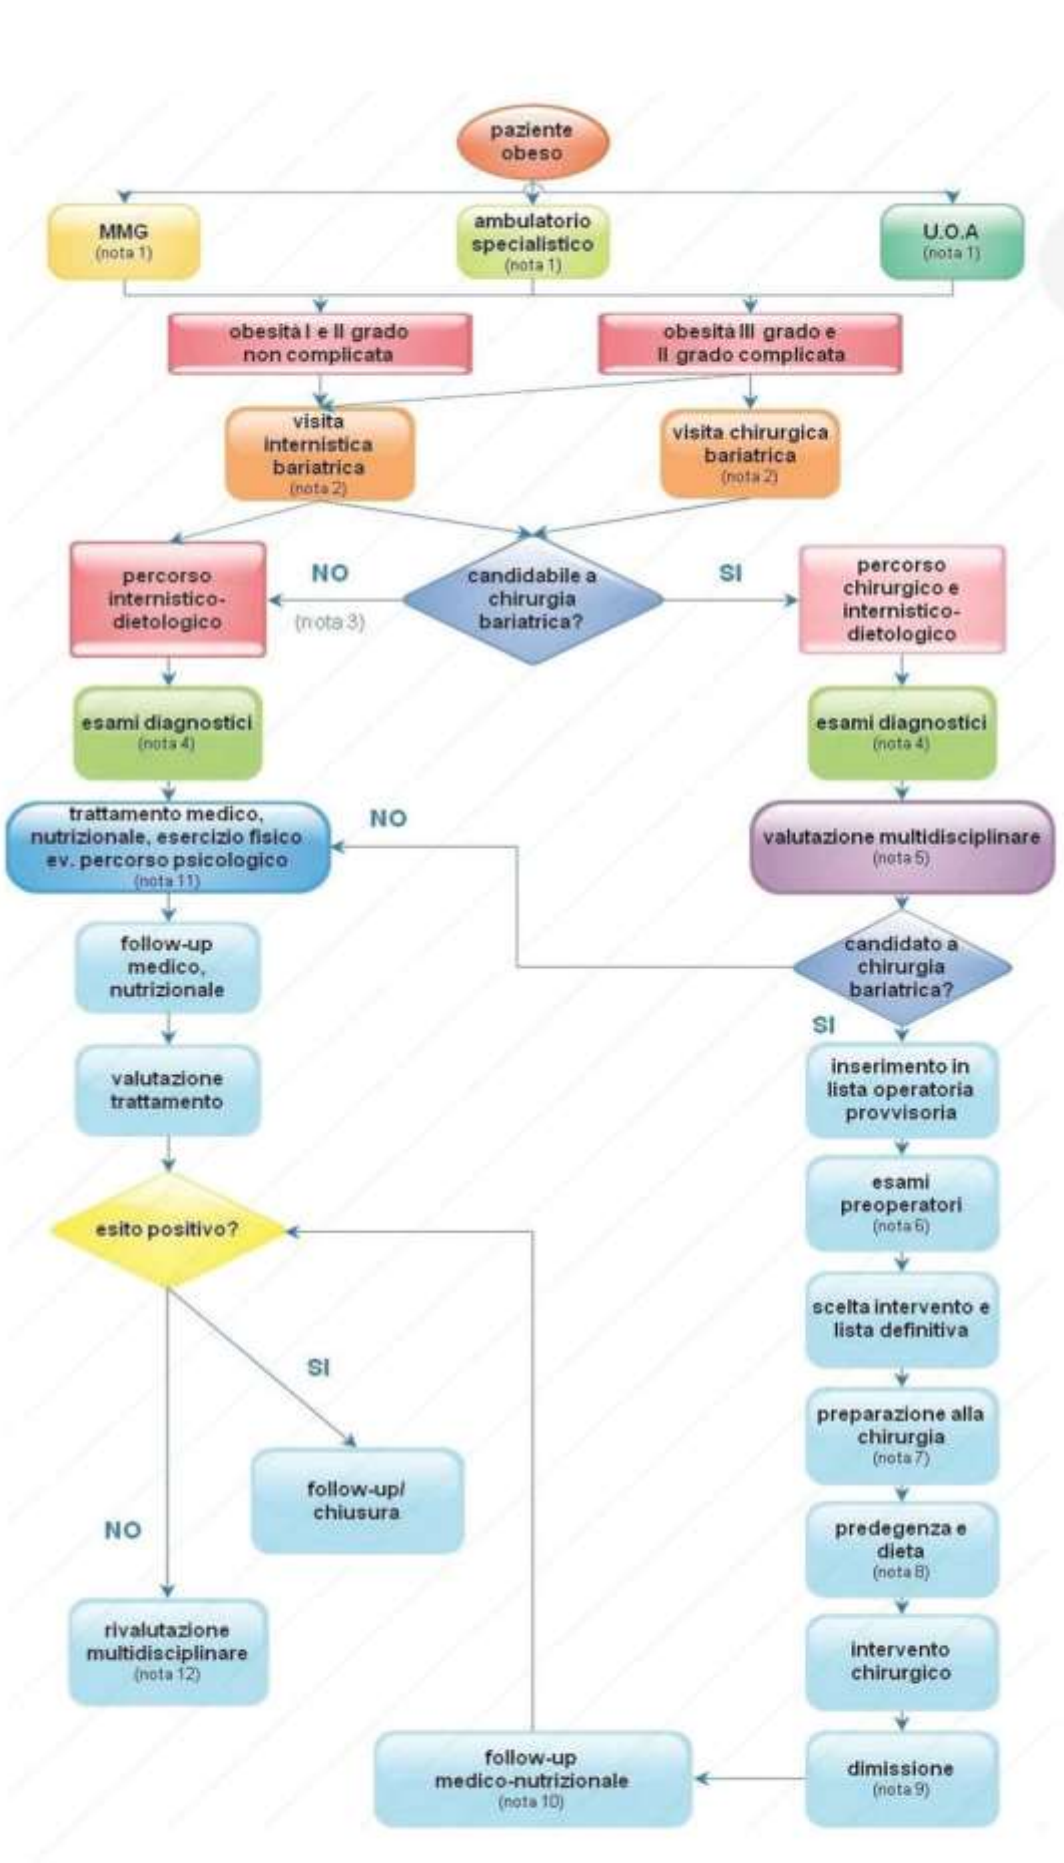 paziente
obeso
MMG
(nota 1)
ambulatorio
specialistico
(nota 1)
U.O.A
(nota 1)
obesità I e II grado
non complicata
obesità III grado e
II grado complicata
visita
internistica
bariatrica
(nota 2)
visita chirurgica
bariatrica
(nota 2)
percorso
internistico-
dietologico
NO
(nota 3)
candidabile a
chirurgia
bariatrica?
SI
percorso
chirurgico e
internistico-
dietologico
esami diagnostici
(nota 4)
esami diagnostici
(nota 4)
trattamento medico,
nutrizionale, esercizio fisico
ev. percorso psicologico
(nota 11)
NO
valutazione multidisciplinare
(nota 5)
follow-up
medico,
nutrizionale
candidato a
chirurgia
bariatrica?
SI
valutazione
trattamento
inserimento in
lista operatoria
provvisoria
esami
preoperatori
(nota 6)
esito positivo?
scelta intervento e
lista definitiva
SI
preparazione alla
chirurgia
(nota 7)
follow-up/
chiusura
NO
predegenza e
dieta
(nota 8)
rivalutazione
multidisciplinare
(nota 12)
intervento
chirurgico
follow-up
medico-nutrizionale
(nota 10)
dimissione
(nota 9)